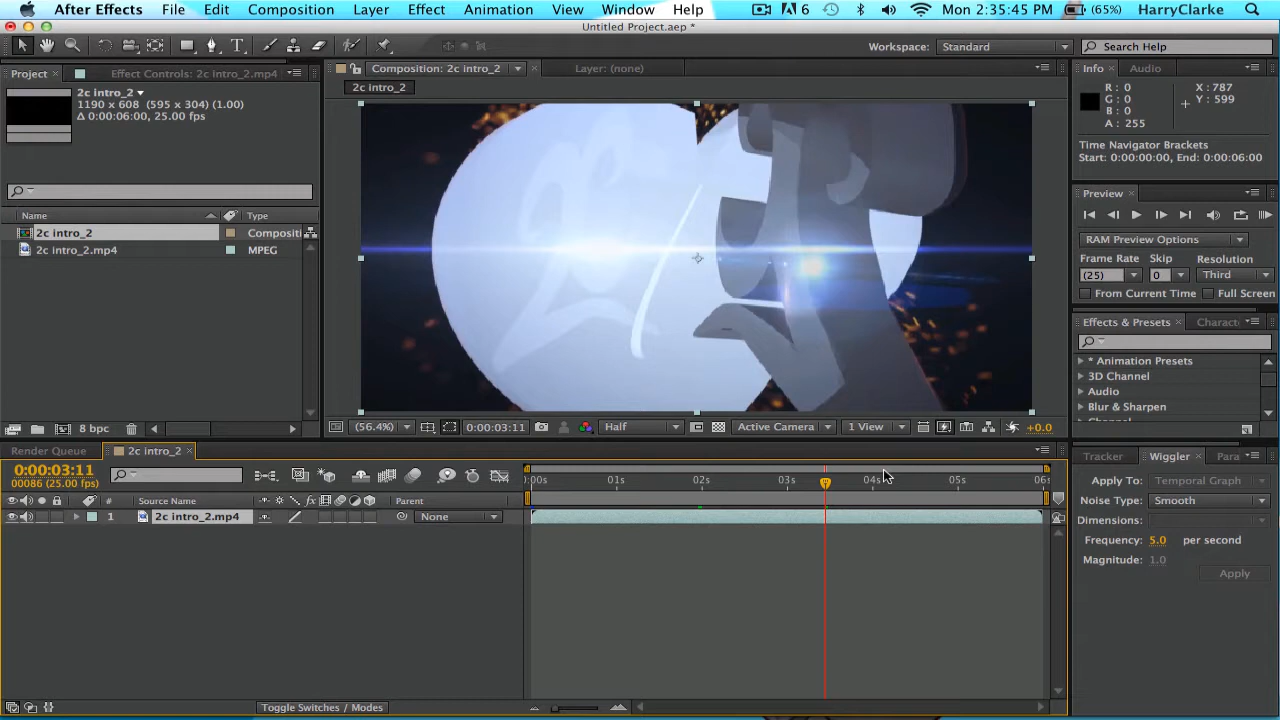 After Effects File Edit Composition Layer Effect Animation View Window Help 6 Mon 2:35:45 PM (65%) HarryClarke
Untitled Project.aep *
Workspace: Standard Search Help
Project Effect Controls: 2c intro_2.mp4 Composition: 2c intro_2 Layer: (none) Info Audio
2c intro_2
2c intro_2
1190 x 608 (595 x 304) (1.00)
Δ 0:00:06:00, 25.00 fps
R: 0 X: 787
G: 0 Y: 599
B: 0
A: 255
Time Navigator Brackets
Start: 0:00:00:00, End: 0:00:06:00
Preview
Name Type
2c intro_2 Compositi
2c intro_2.mp4 MPEG
RAM Preview Options
Frame Rate Skip Resolution
(25) 0 Third
From Current Time Full Screen
Effects & Presets Charact
* Animation Presets
3D Channel
Audio
Blur & Sharpen
8 bpc
(56.4%) 0:00:03:11 Half Active Camera 1 View +0.0
Render Queue 2c intro_2
Tracker Wiggler Para
0:00:03:11
00086 (25.00 fps)
):00s 01s 02s 03s 04s 05s 06s
# Source Name Parent
1 2c intro_2.mp4 None
Apply To: Temporal Graph
Noise Type: Smooth
Dimensions:
Frequency: 5.0 per second
Magnitude: 1.0
Apply
Toggle Switches / Modes